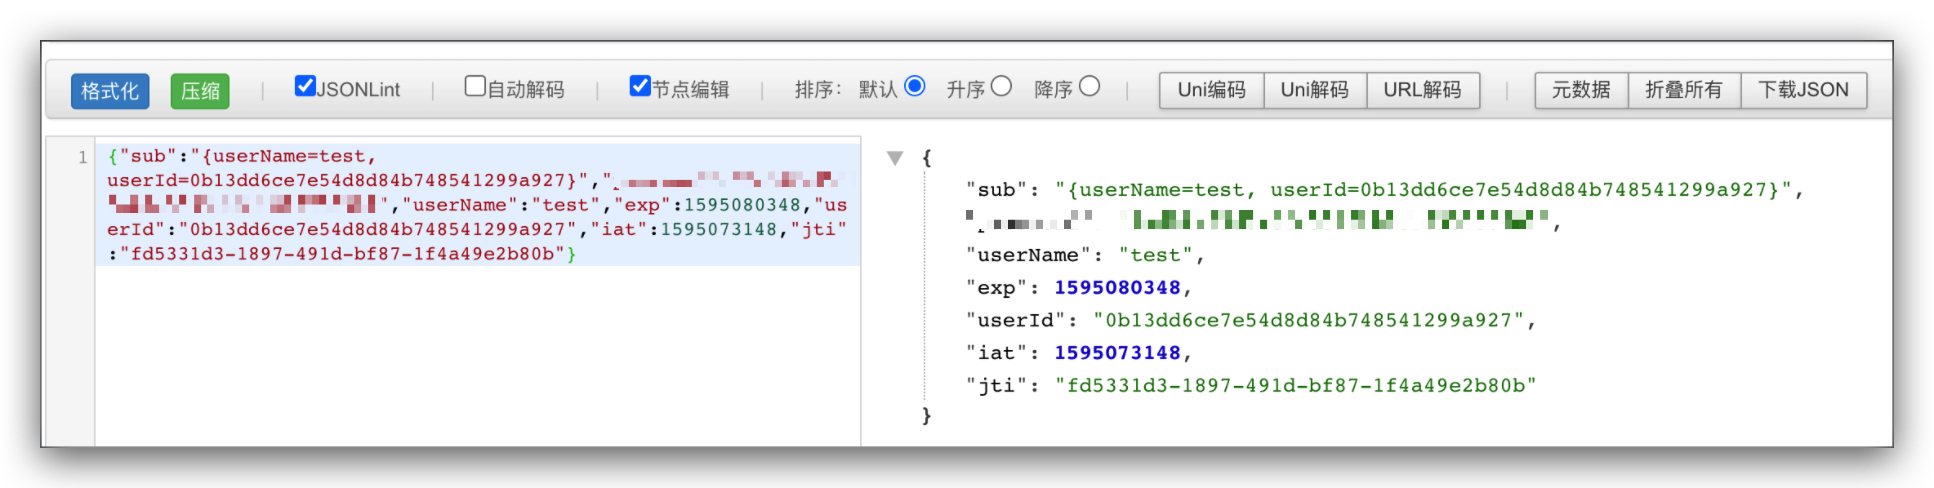 格式化 压缩 | JSONLint | 自动解码 | 节点编辑 | 排序: 默认 升序 降序 | Uni编码 Uni解码 URL解码 | 元数据 折叠所有 下载JSON
1 {"sub":"{userName=test,
userId=0b13dd6ce7e54d8d84b748541299a927}","
","userName":"test","exp":1595080348,"us
erId":"0b13dd6ce7e54d8d84b748541299a927","iat":1595073148,"jti"
:"fd5331d3-1897-491d-bf87-1f4a49e2b80b"}
{
"sub": "{userName=test, userId=0b13dd6ce7e54d8d84b748541299a927}",
,
"userName": "test",
"exp": 1595080348,
"userId": "0b13dd6ce7e54d8d84b748541299a927",
"iat": 1595073148,
"jti": "fd5331d3-1897-491d-bf87-1f4a49e2b80b"
}